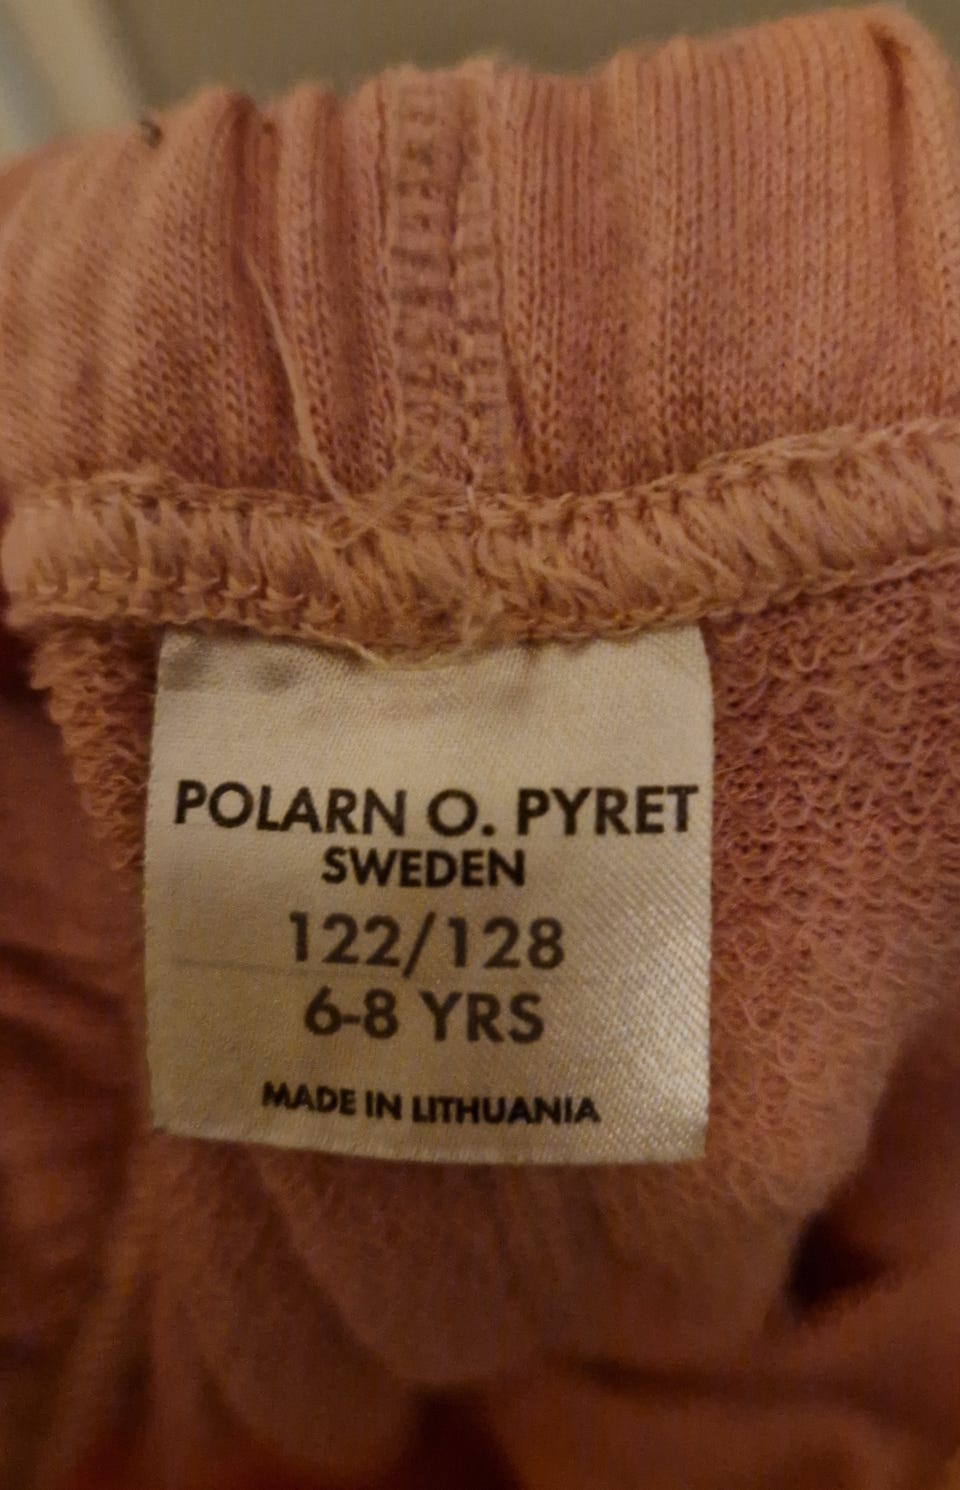 POLARN O. PYRET
SWEDEN
122/128
6-8 YRS
MADE IN LITHUANIA